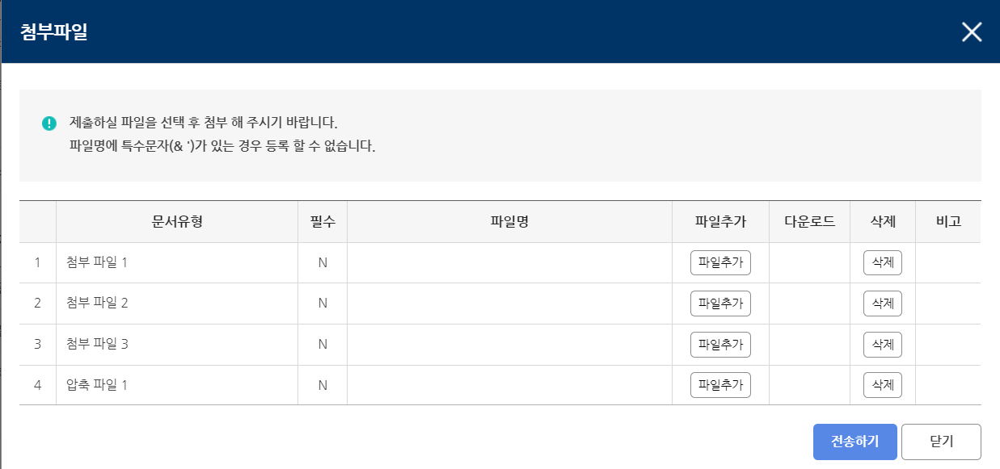 첨부파일
제출하실 파일을 선택 후 첨부 해 주시기 바랍니다.
파일명에 특수문자(& ')가 있는 경우 등록 할 수 없습니다.
문서유형 필수 파일명 파일추가 다운로드 삭제 비고
1 첨부 파일 1 N 파일추가 삭제
2 첨부 파일 2 N 파일추가 삭제
3 첨부 파일 3 N 파일추가 삭제
4 압축 파일 1 N 파일추가 삭제
전송하기 닫기